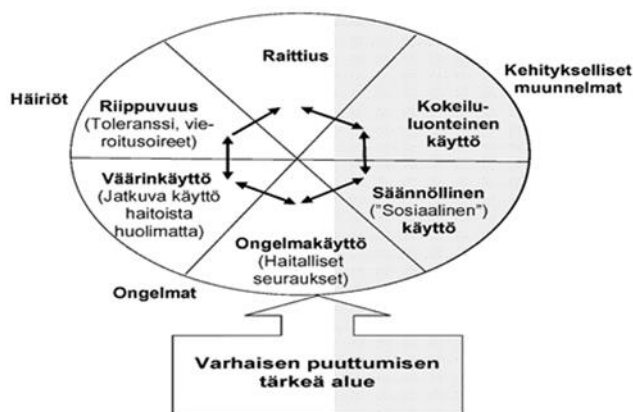 Raittius
Kehitykselliset
muunnelmat
Häiriöt
Riippuvuus
(Toleranssi, vie-
roitusoireet)
Kokeilu-
luonteinen
käyttö
Väärinkäyttö
(Jatkuva käyttö
haitoista
huolimatta)
Säännöllinen
("Sosiaalinen")
käyttö
Ongelmakäyttö
(Haitalliset
seuraukset)
Ongelmat
Varhaisen puuttumisen
tärkeä alue